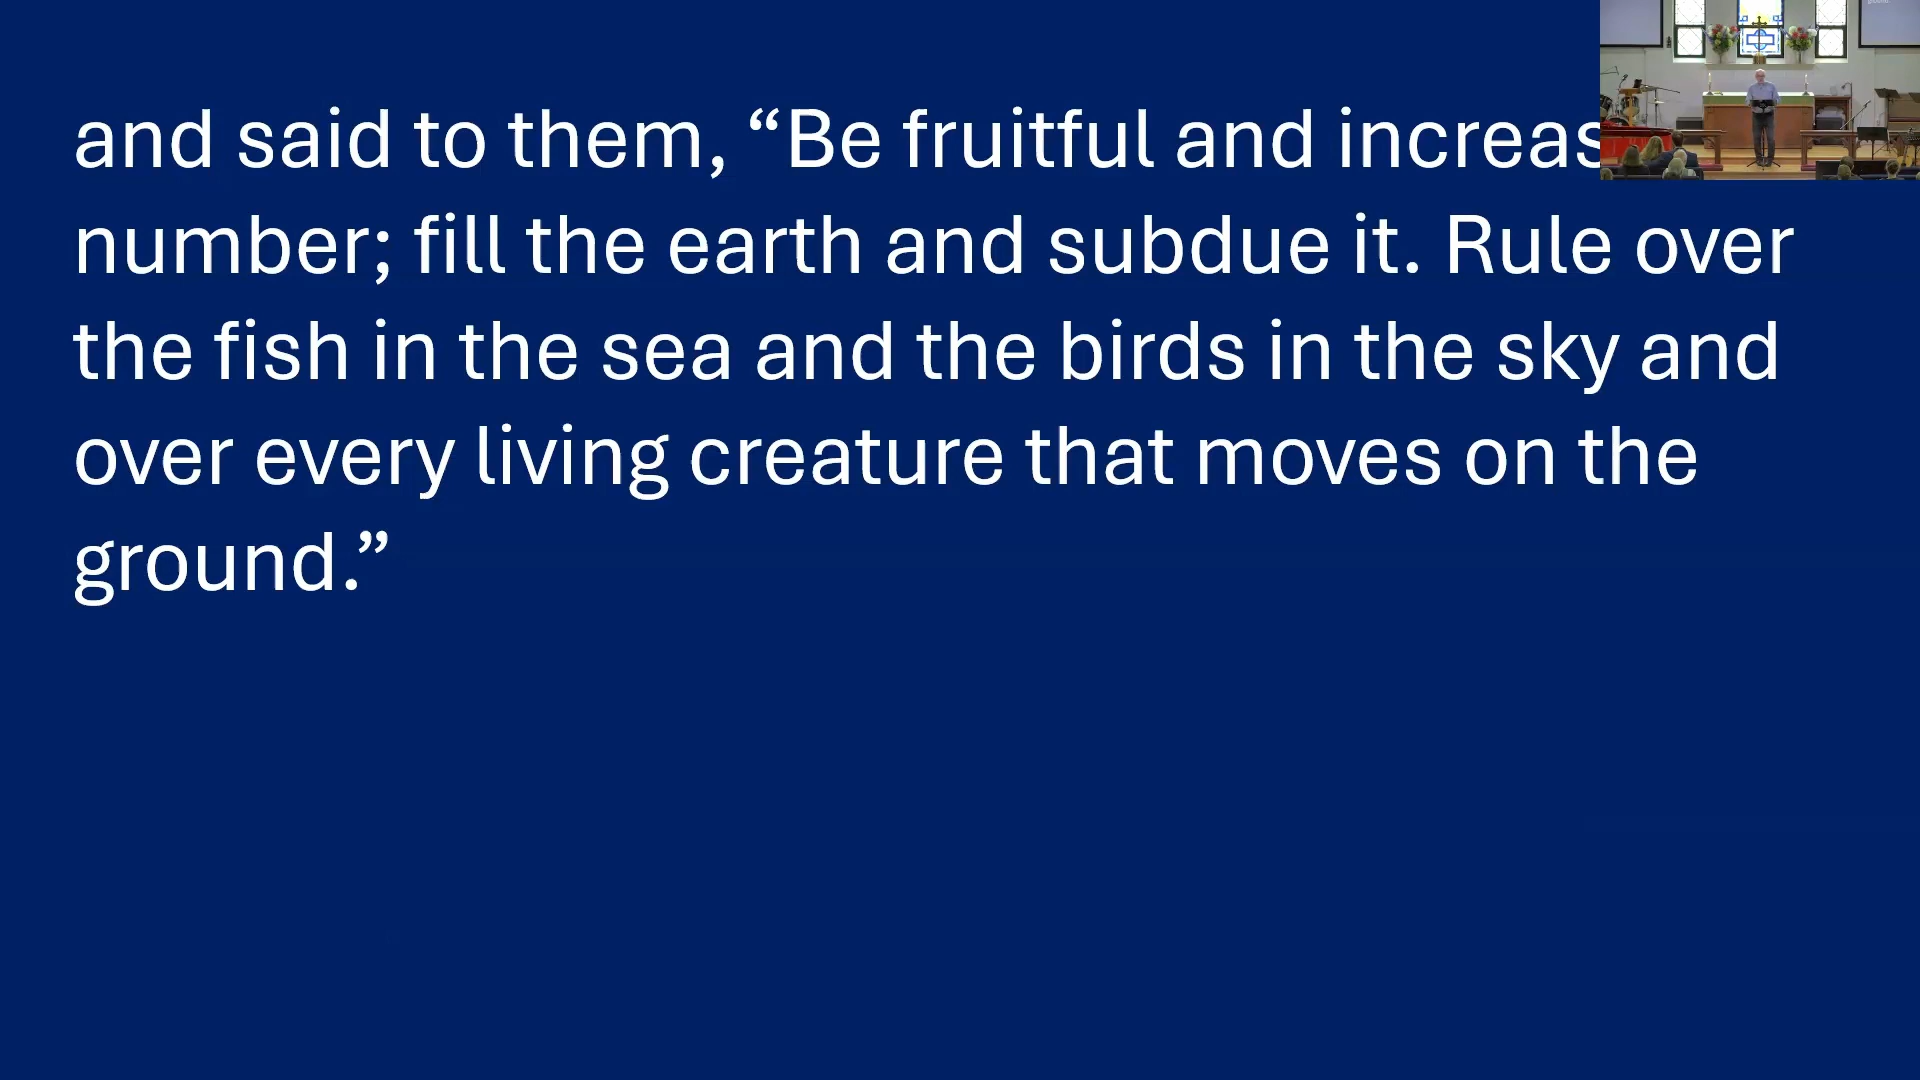 and said to them, “Be fruitful and increas
number; fill the earth and subdue it. Rule over
the fish in the sea and the birds in the sky and
over every living creature that moves on the
ground.”
ground.